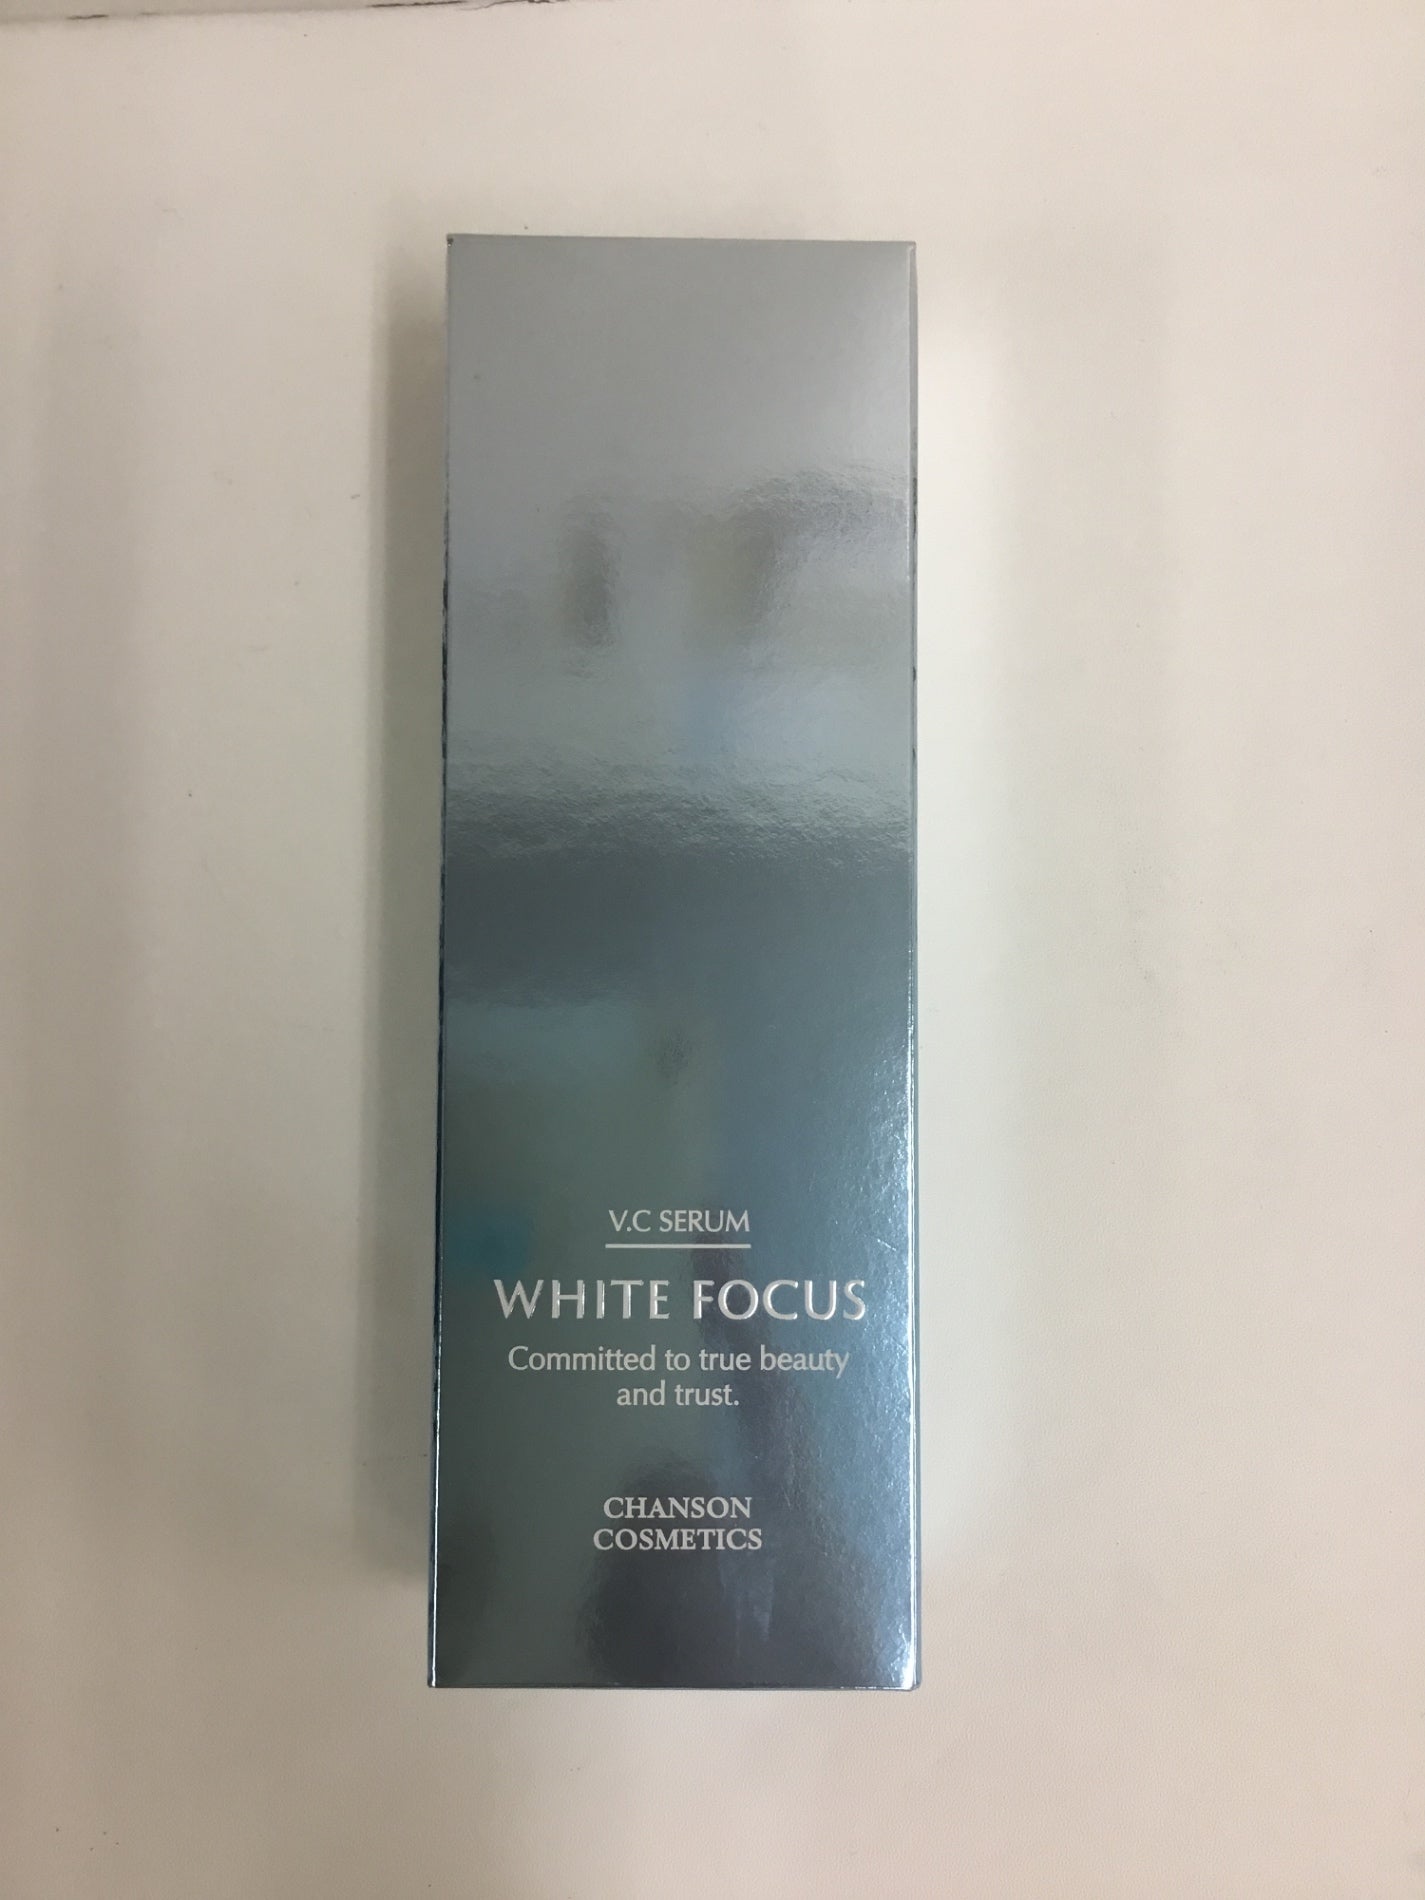 V.C SERUM
WHITE FOCUS
Committed to true beauty
and trust.
CHANSON
COSMETICS